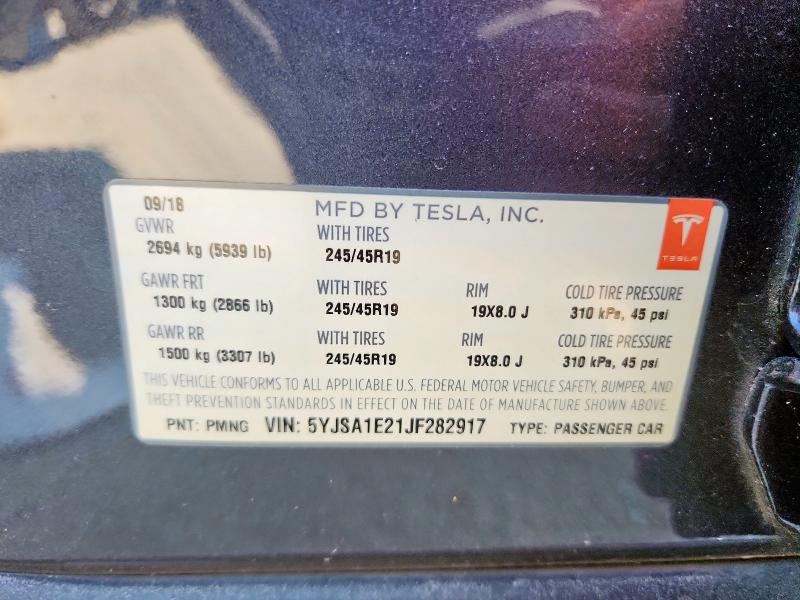 09/18 MFD BY TESLA, INC.
GVWR WITH TIRES
2694 kg (5939 lb) 245/45R19
TESLA
GAWR FRT WITH TIRES RIM COLD TIRE PRESSURE
1300 kg (2866 lb) 245/45R19 19X8.0 J 310 kPa, 45 psi
GAWR RR WITH TIRES RIM COLD TIRE PRESSURE
1500 kg (3307 lb) 245/45R19 19X8.0 J 310 kPa, 45 psi
THIS VEHICLE CONFORMS TO ALL APPLICABLE U.S. FEDERAL MOTOR VEHICLE SAFETY, BUMPER, AND
THEFT PREVENTION STANDARDS IN EFFECT ON THE DATE OF MANUFACTURE SHOWN ABOVE.
PNT: PMNG VIN: 5YJSA1E21JF282917 TYPE: PASSENGER CAR